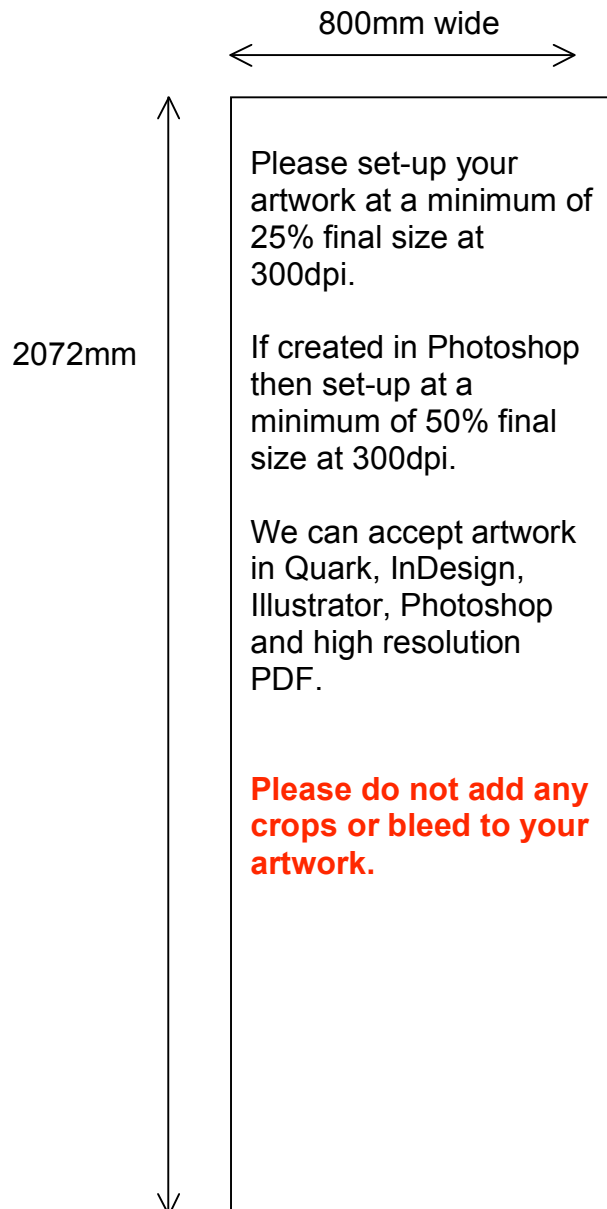 800mm wide
Please set-up your
artwork at a minimum of
25% final size at
300dpi.
2072mm
If created in Photoshop
then set-up at a
minimum of 50% final
size at 300dpi.
We can accept artwork
in Quark, InDesign,
Illustrator, Photoshop
and high resolution
PDF.
Please do not add any
crops or bleed to your
artwork.